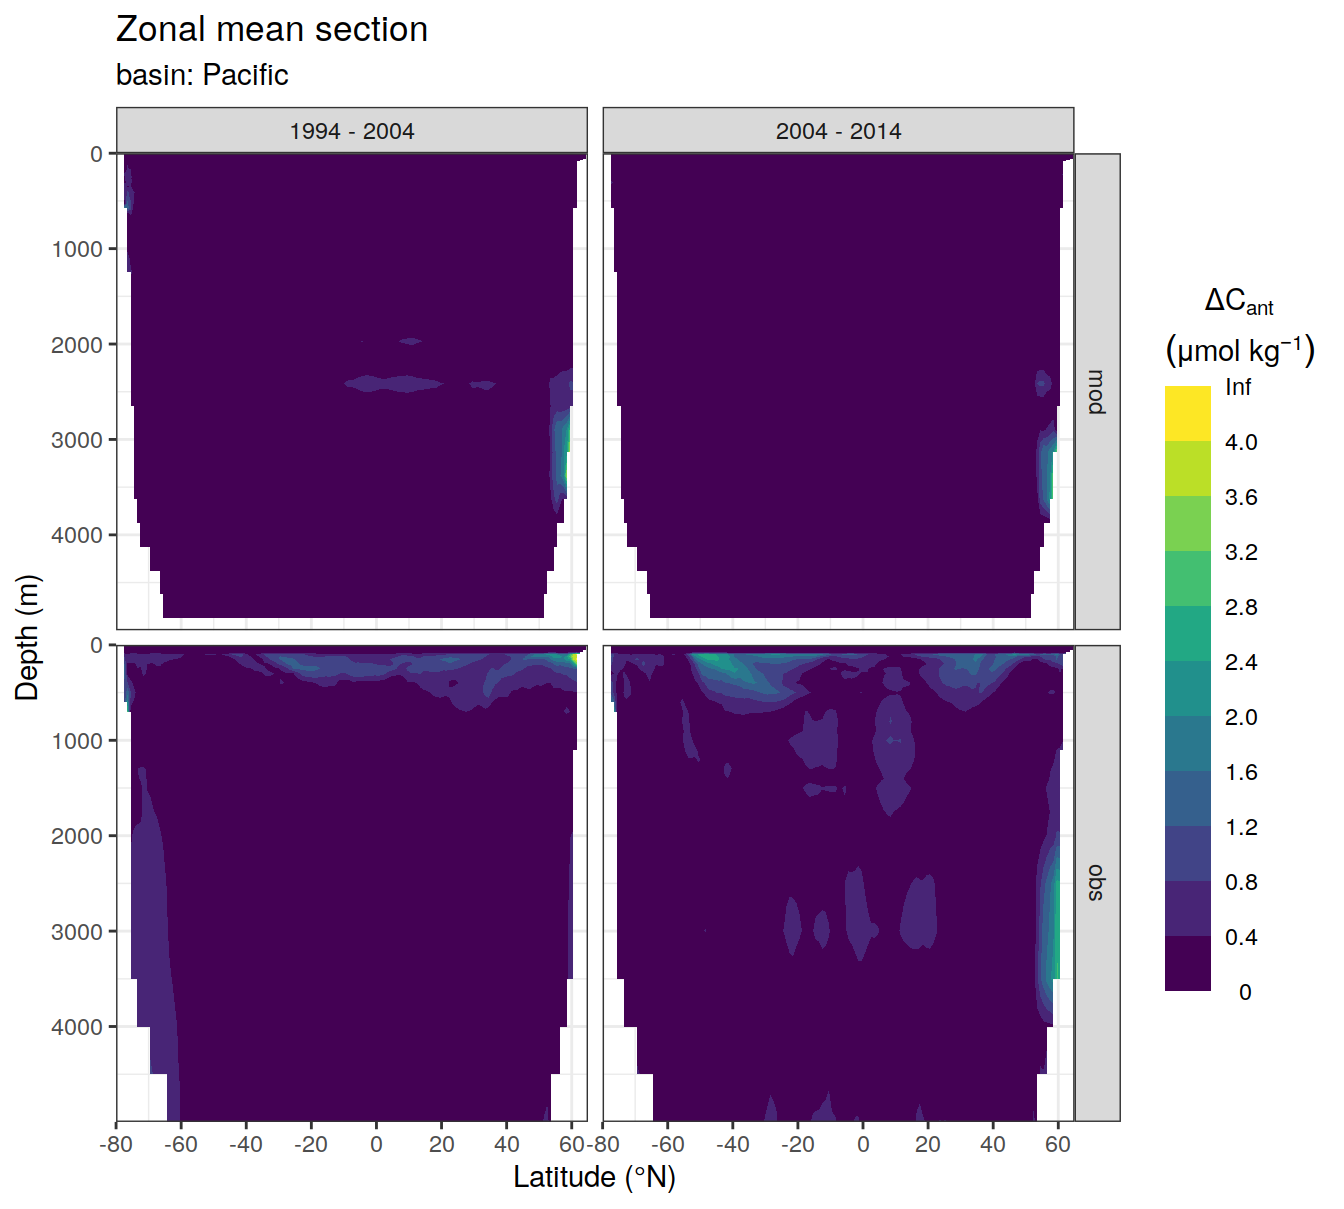 Zonal mean section
basin: Pacific
1994 - 2004
2004 - 2014
0
1000
2000
3000
4000
mod
0
1000
2000
3000
4000
obs
Depth (m)
-80 -60 -40 -20 0 20 40 60
-80 -60 -40 -20 0 20 40 60
Latitude (°N)
ΔCant
(μmol kg⁻¹)
Inf
4.0
3.6
3.2
2.8
2.4
2.0
1.6
1.2
0.8
0.4
0